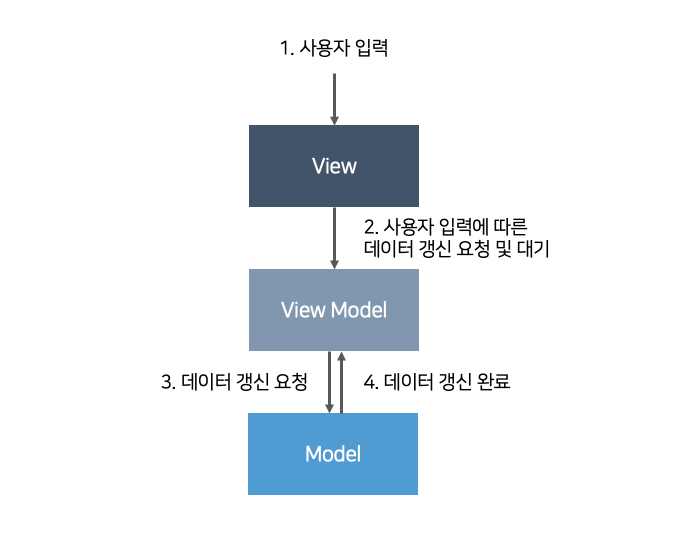 1. 사용자 입력
View
2. 사용자 입력에 따른
데이터 갱신 요청 및 대기
View Model
3. 데이터 갱신 요청
4. 데이터 갱신 완료
Model